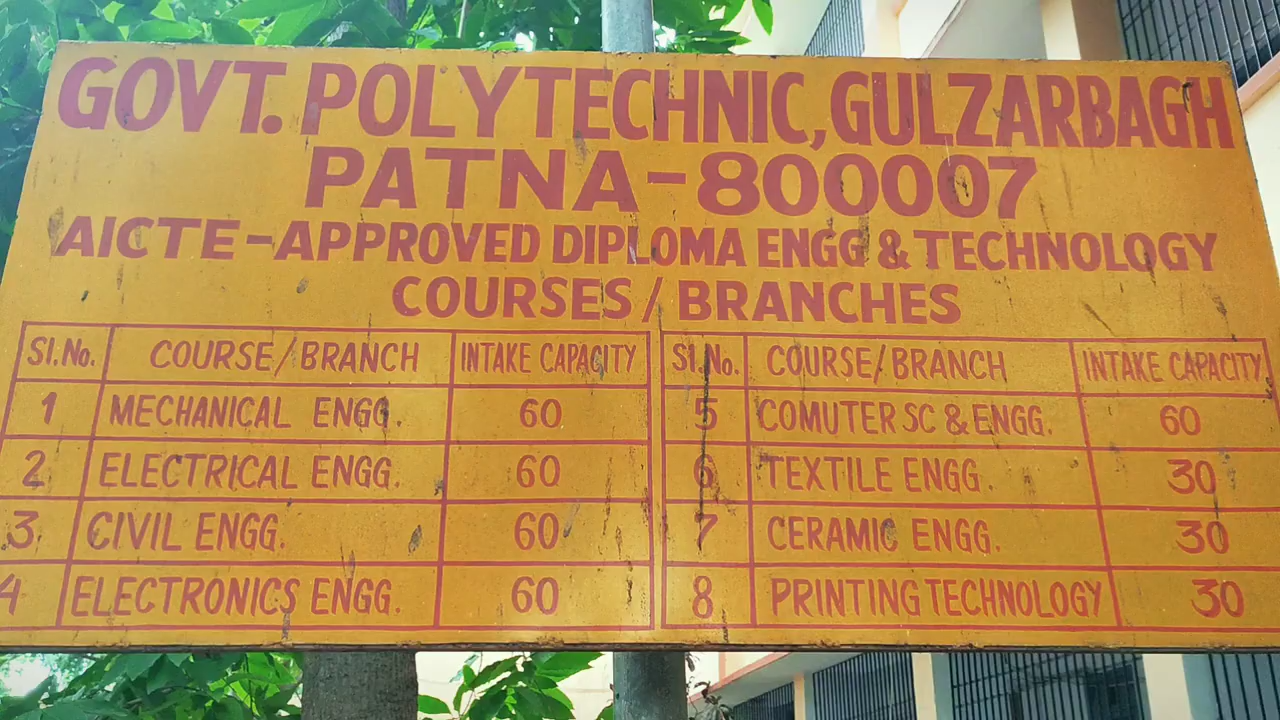 GOVT. POLYTECHNIC, GULZARBAGH
PATNA-800007
AICTE-APPROVED DIPLOMA ENGG & TECHNOLOGY
COURSES/BRANCHES
Sl.No. COURSE/BRANCH INTAKE CAPACITY Sl.No. COURSE/BRANCH INTAKE CAPACITY
1 MECHANICAL ENGG. 60 5 COMUTER SC & ENGG. 60
2 ELECTRICAL ENGG. 60 6 TEXTILE ENGG. 30
3 CIVIL ENGG. 60 7 CERAMIC ENGG. 30
4 ELECTRONICS ENGG. 60 8 PRINTING TECHNOLOGY 30